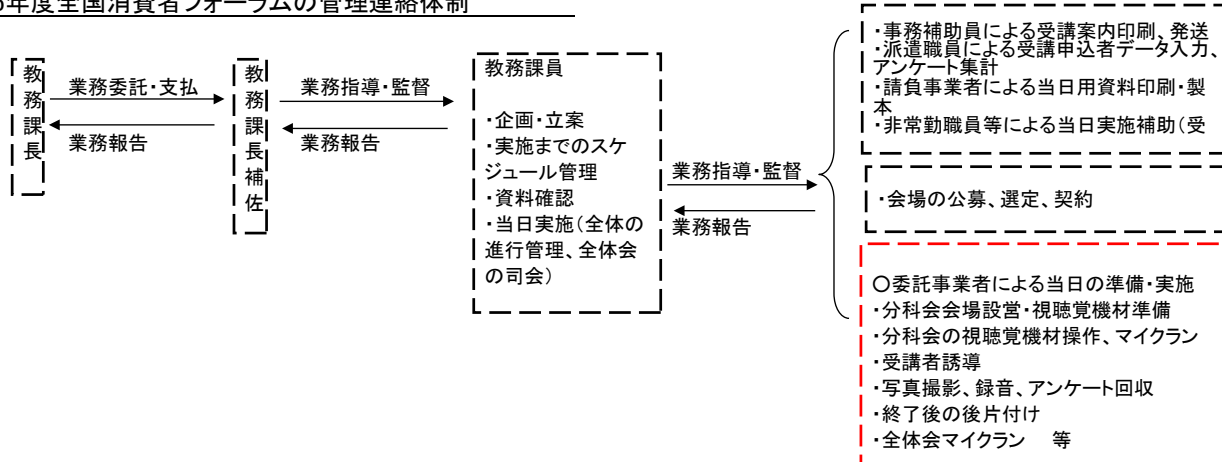 年度全国消費者フォーラムの管理連絡体制
教務課長
業務委託・支払
業務報告
教務課長補佐
業務指導・監督
業務報告
教務課員
・企画・立案
・実施までのスケ
ジュール管理
・資料確認
・当日実施(全体の
進行管理、全体会
の司会)
業務指導・監督
業務報告
・事務補助員による受講案内印刷、発送
・派遣職員による受講申込者データ入力、
アンケート集計
・請負事業者による当日用資料印刷・製
本
・非常勤職員等による当日実施補助(受
・会場の公募、選定、契約
〇委託事業者による当日の準備・実施
・分科会会場設営・視聴覚機材準備
・分科会の視聴覚機材操作、マイクラン
・受講者誘導
・写真撮影、録音、アンケート回収
・終了後の後片付け
・全体会マイクラン 等